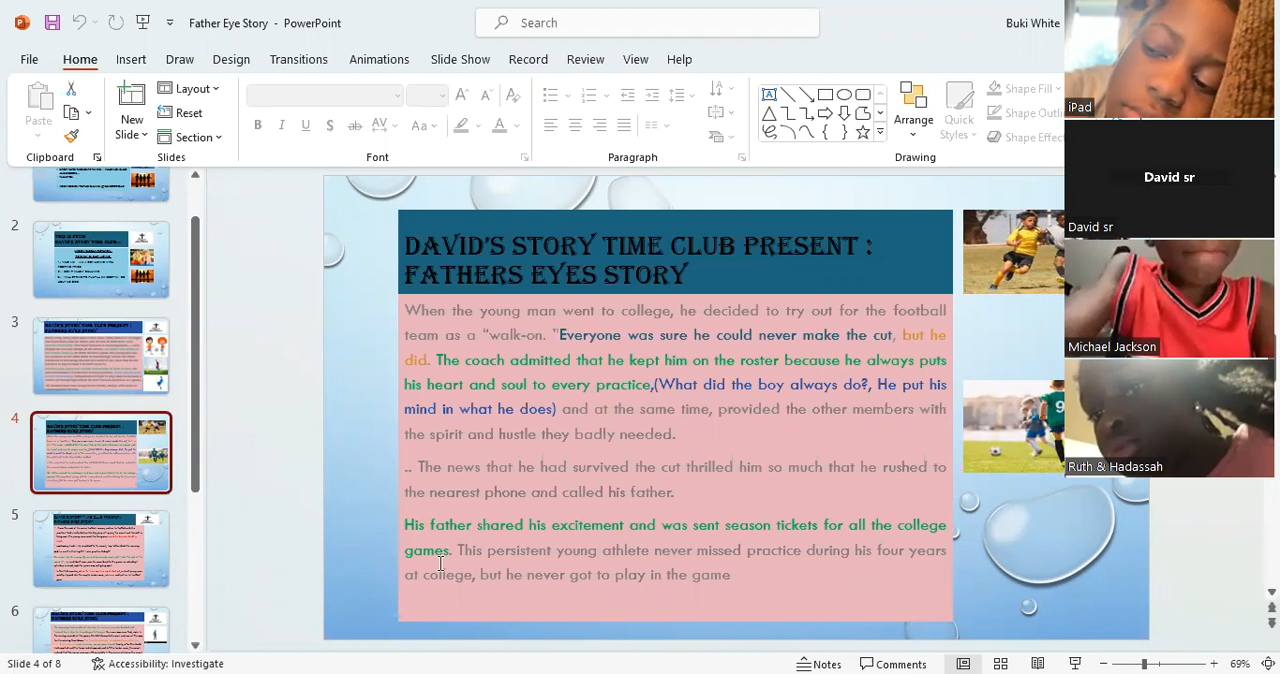 Father Eye Story - PowerPoint
Search
Buki White
File Home Insert Draw Design Transitions Animations Slide Show Record Review View Help
Paste
New Slide
Layout
Reset
Section
Arrange
Quick Styles
Shape Fill
Shape Outli
Shape Effec
Clipboard Slides Font Paragraph Drawing
DAVID'S STORY TIME CLUB PRESENT :
FATHERS EYES STORY
When the young man went to college, he decided to try out for the football
team as a "walk-on. "Everyone was sure he could never make the cut, but he
did. The coach admitted that he kept him on the roster because he always puts
his heart and soul to every practice,(What did the boy always do?, He put his
mind in what he does) and at the same time, provided the other members with
the spirit and hustle they badly needed.
.. The news that he had survived the cut thrilled him so much that he rushed to
the nearest phone and called his father.
His father shared his excitement and was sent season tickets for all the college
games. This persistent young athlete never missed practice during his four years
at college, but he never got to play in the game
2
3
4
5
6
iPad
David sr
David sr
Michael Jackson
Ruth & Hadassah
Slide 4 of 8
Accessibility: Investigate
Notes
Comments
69%